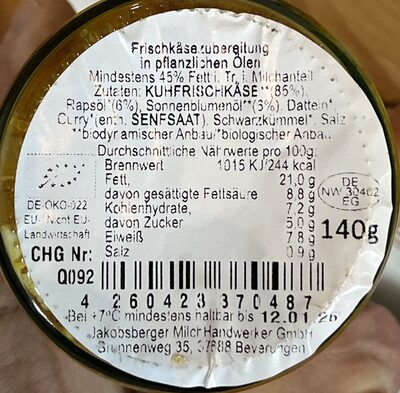 Frischkäsezubereitung
in pflanzlichen Ölen
Mindestens 45% Fett i. Tr. i. Milchanteil
Zutaten: KUHFRISCHKÄSE**(85%),
Rapsöl*(6%), Sonnenblumenöl**(3%), Datteln*,
Curry*(enth. SENFSAAT), Schwarzkümmel*, Salz
**biodynamischer Anbau/*biologischer Anbau
Durchschnittliche Nährwerte pro 100g:
Brennwert 1015 KJ/244 kcal
Fett, 21,0 g
davon gesättigte Fettsäure 8,8 g
Kohlenhydrate, 7,2 g
davon Zucker 5,0 g
Eiweiß 7,8 g
Salz 0,9 g
DE-ÖKO-022
EU-/Nicht-EU-
Landwirtschaft
DE
NW 30402
EG
140g
CHG Nr:
Q092
4 260423 370487
Bei +7°C mindestens haltbar bis 12.01.26
Jakobsberger MilchHandwerker GmbH
Grünnenweg 35, 37688 Beverungen